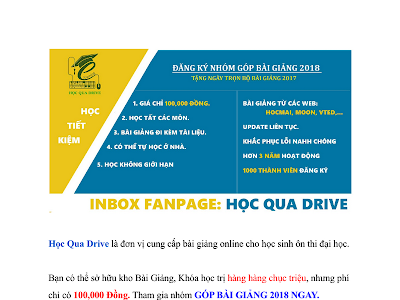 ĐĂNG KÝ NHÓM GÓP BÀI GIẢNG 2018
TẶNG NGAY TRỌN BỘ BÀI GIẢNG 2017
HỌC QUA DRIVE
HỌC
TIẾT
KIỆM
1. GIÁ CHỈ 100,000 ĐỒNG.
2. HỌC TẤT CÁC MÔN.
3. BÀI GIẢNG ĐI KÈM TÀI LIỆU.
4. CÓ THỂ TỰ HỌC Ở NHÀ.
5. HỌC KHÔNG GIỚI HẠN
BÀI GIẢNG TỪ CÁC WEB:
HOCMAI, MOON, VTED,...
UPDATE LIÊN TỤC.
KHẮC PHỤC LỖI NHANH CHÓNG
HƠN 3 NĂM HOẠT ĐỘNG
1000 THÀNH VIÊN ĐĂNG KÝ
INBOX FANPAGE: HỌC QUA DRIVE
Học Qua Drive là đơn vị cung cấp bài giảng online cho học sinh ôn thi đại học.
Bạn có thể sở hữu kho Bài Giảng, Khóa học trị hàng hàng chục triệu, nhưng phí
chỉ có 100,000 Đồng. Tham gia nhóm GÓP BÀI GIẢNG 2018 NGAY.